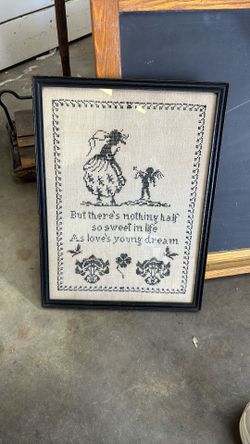 But there's nothing half
so sweet in life
As love's young dream